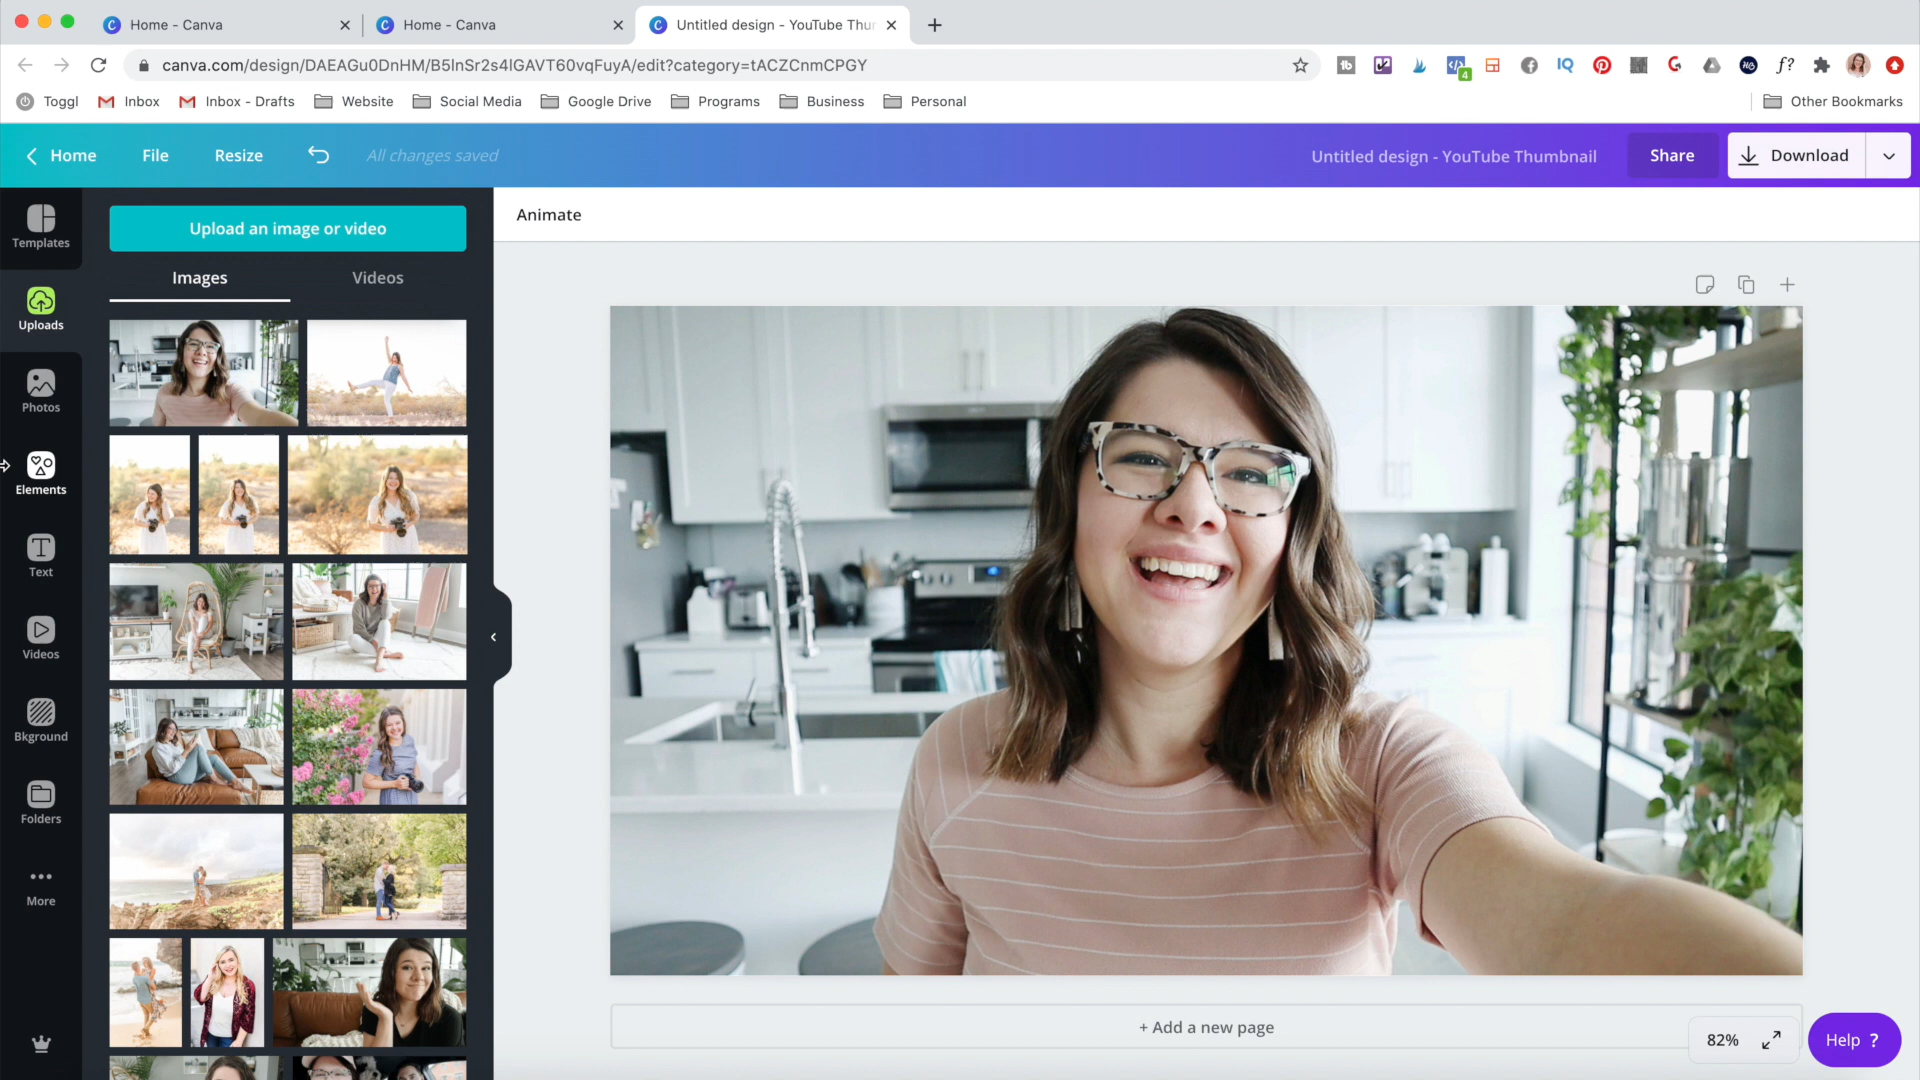 Home - Canva
Home - Canva
Untitled design - YouTube Thu
canva.com/design/DAEAGu0DnHM/B5lnSr2s4lGAVT60vqFuyA/edit?category=tACZCnmCPGY
Toggl
Inbox
Inbox - Drafts
Website
Social Media
Google Drive
Programs
Business
Personal
Other Bookmarks
Home
File
Resize
All changes saved
Untitled design - YouTube Thumbnail
Share
Download
Templates
Uploads
Photos
Elements
Text
Videos
Bkground
Folders
More
Upload an image or video
Images
Videos
Animate
+ Add a new page
82%
Help ?